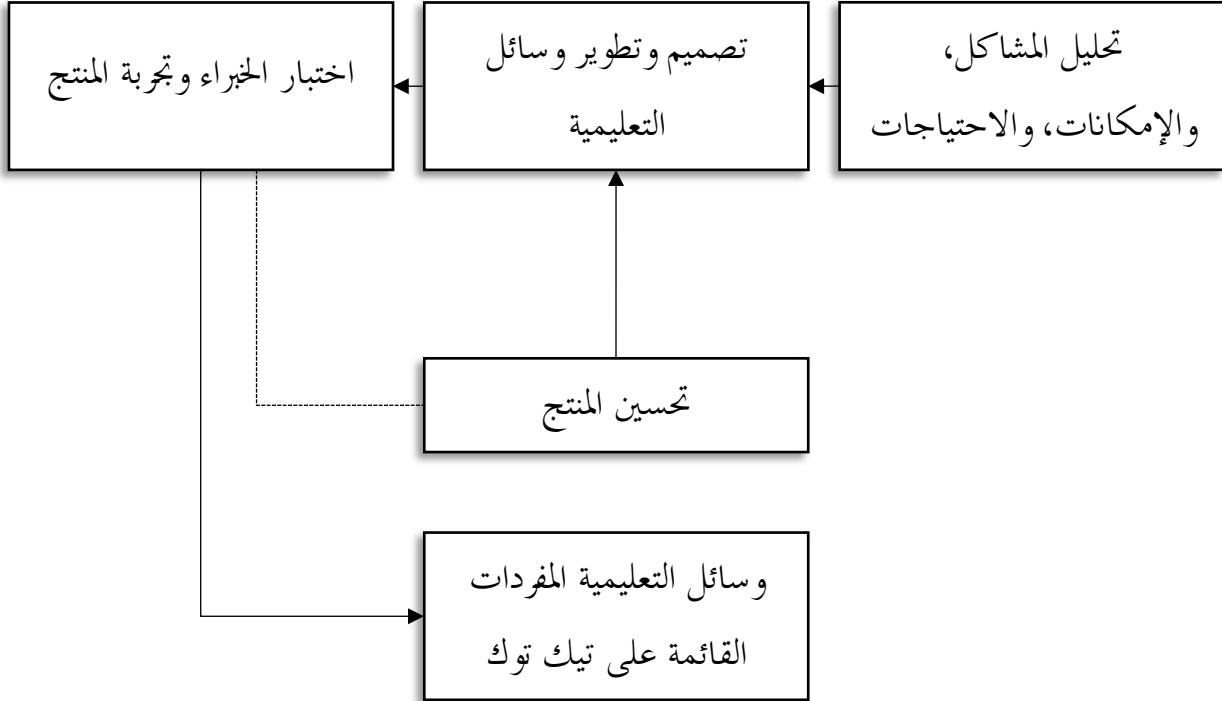 تحليل المشاكل،
والإمكانات، والاحتياجات
تصميم وتطوير وسائل
التعليمية
اختبار الخبراء وتجربة المنتج
تحسين المنتج
وسائل التعليمية المفردات
القائمة على تيك توك